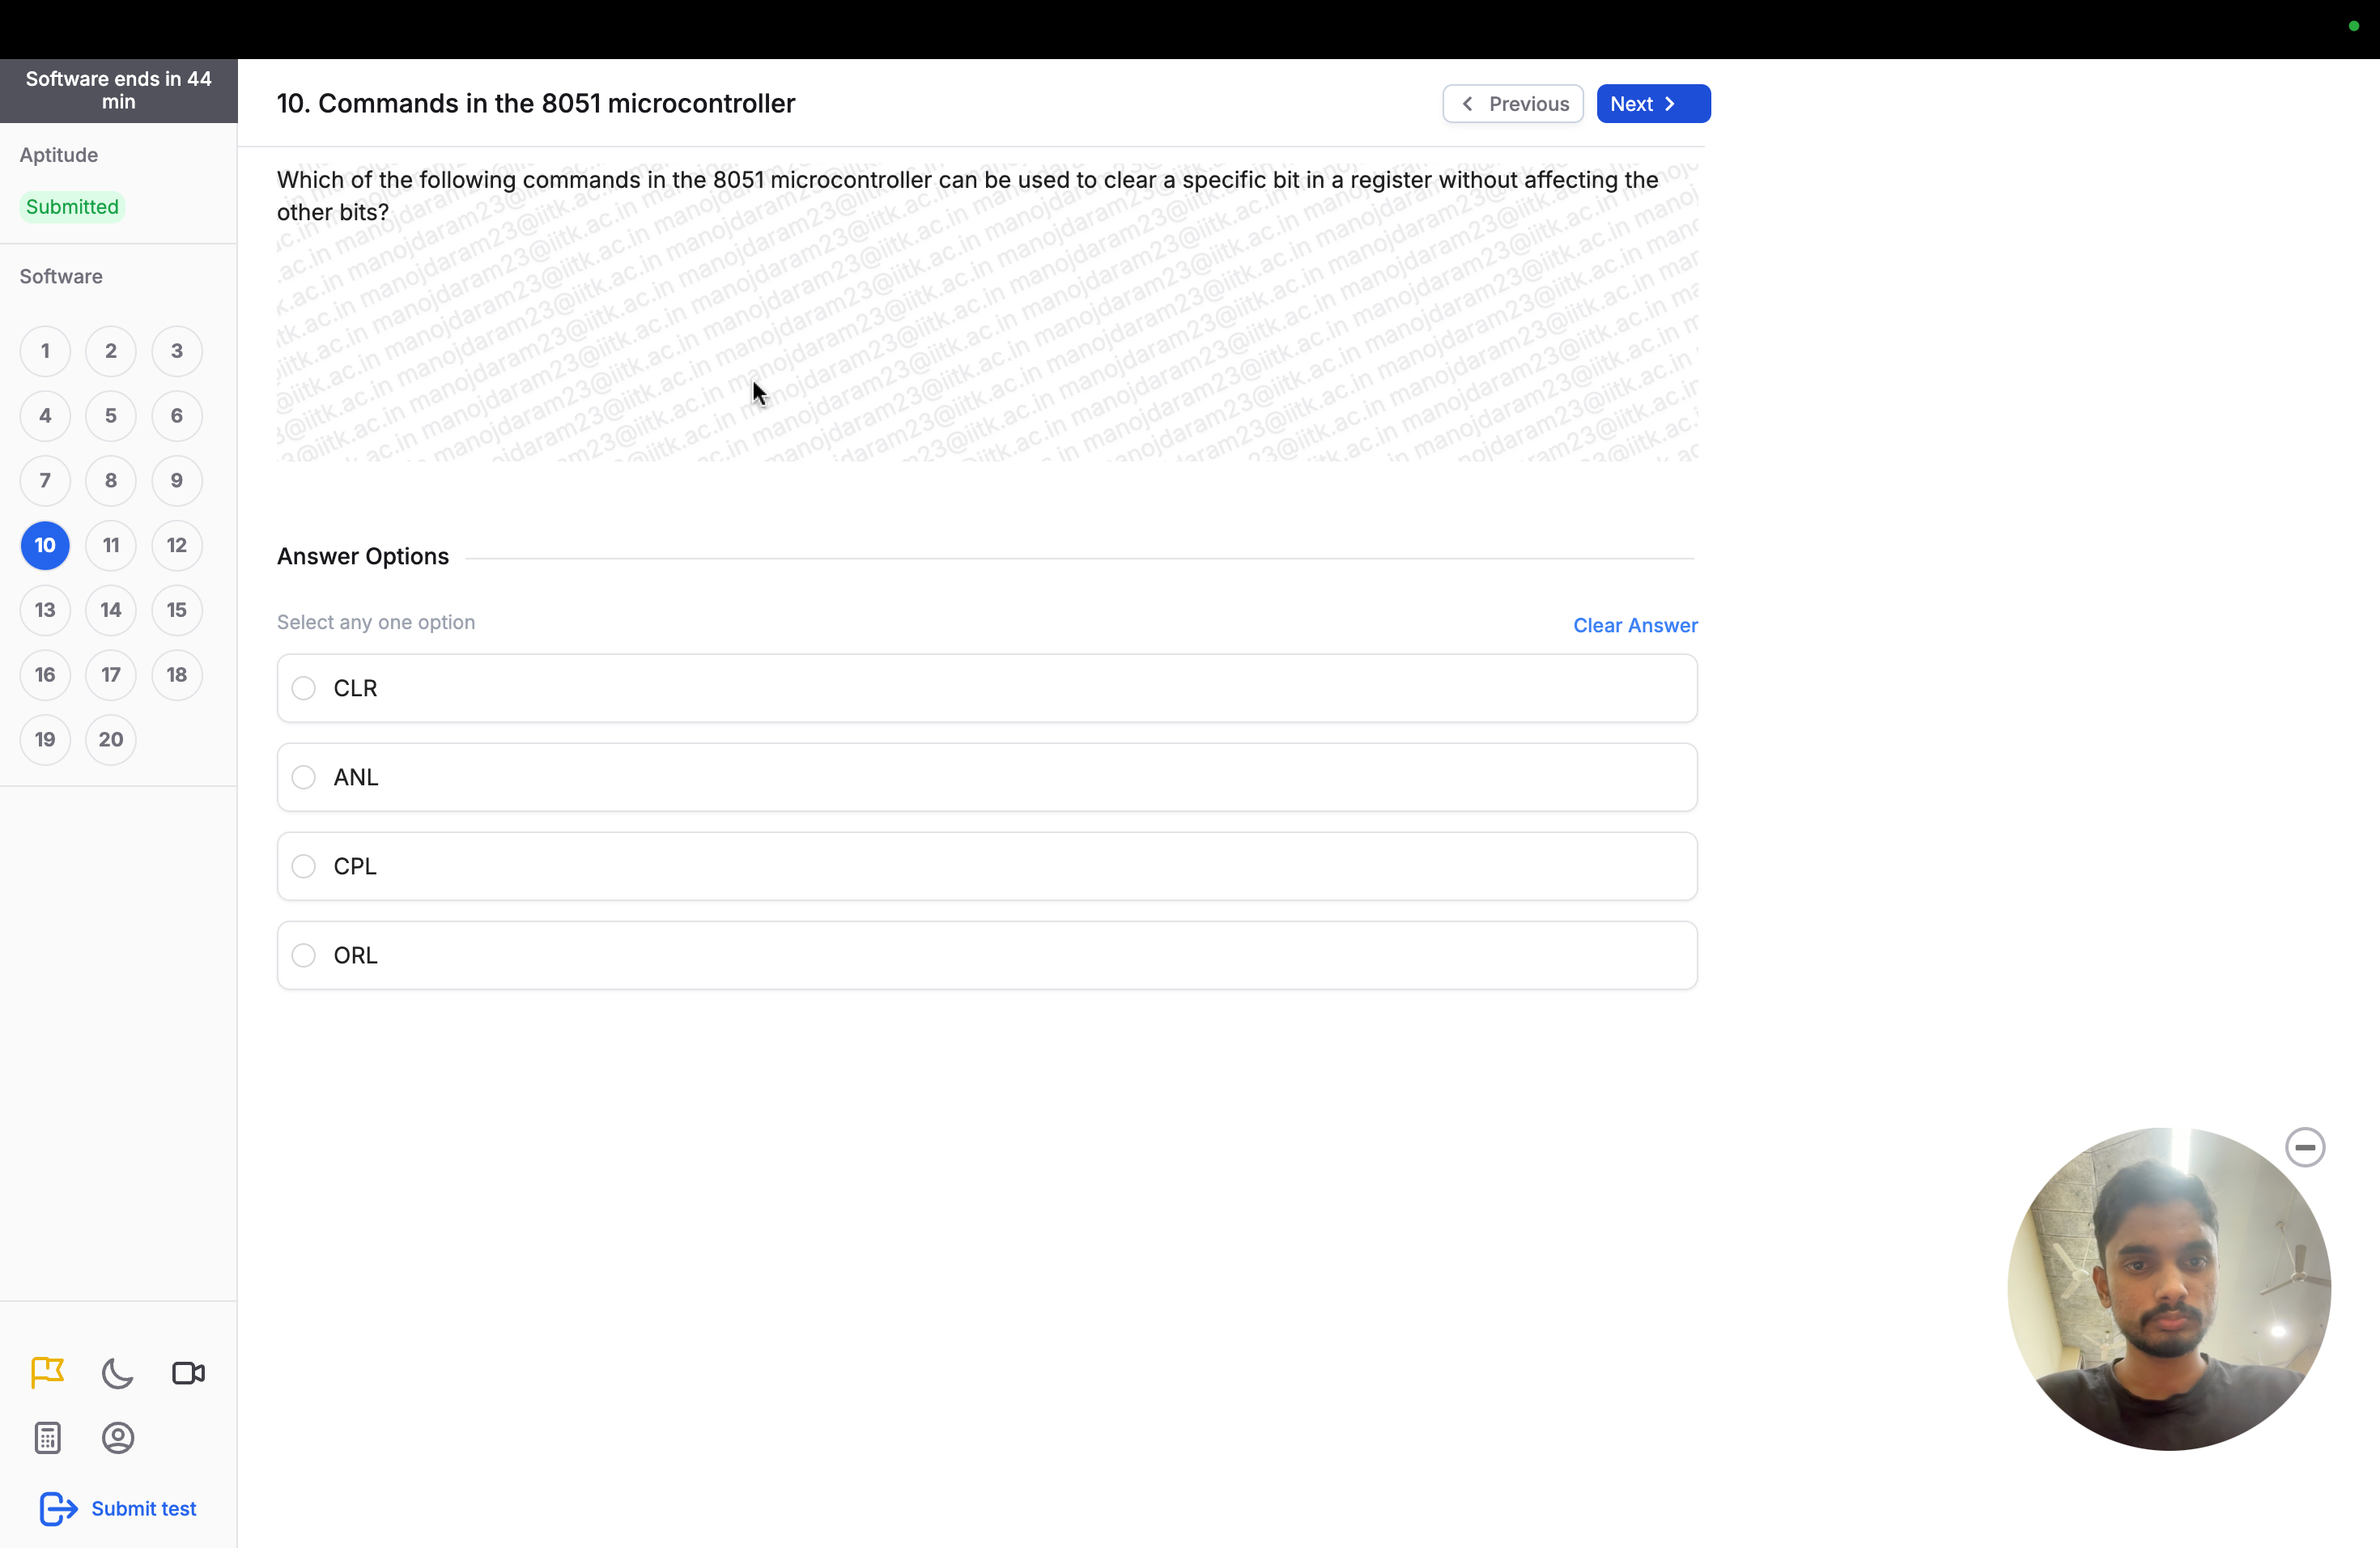 Software ends in 44
min
Aptitude
Submitted
Software
1 2 3
4 5 6
7 8 9
10 11 12
13 14 15
16 17 18
19 20
Submit test
10. Commands in the 8051 microcontroller
Previous
Next
Which of the following commands in the 8051 microcontroller can be used to clear a specific bit in a register without affecting the
other bits?
manojdaram23@iitk.ac.in
Answer Options
Select any one option
Clear Answer
CLR
ANL
CPL
ORL